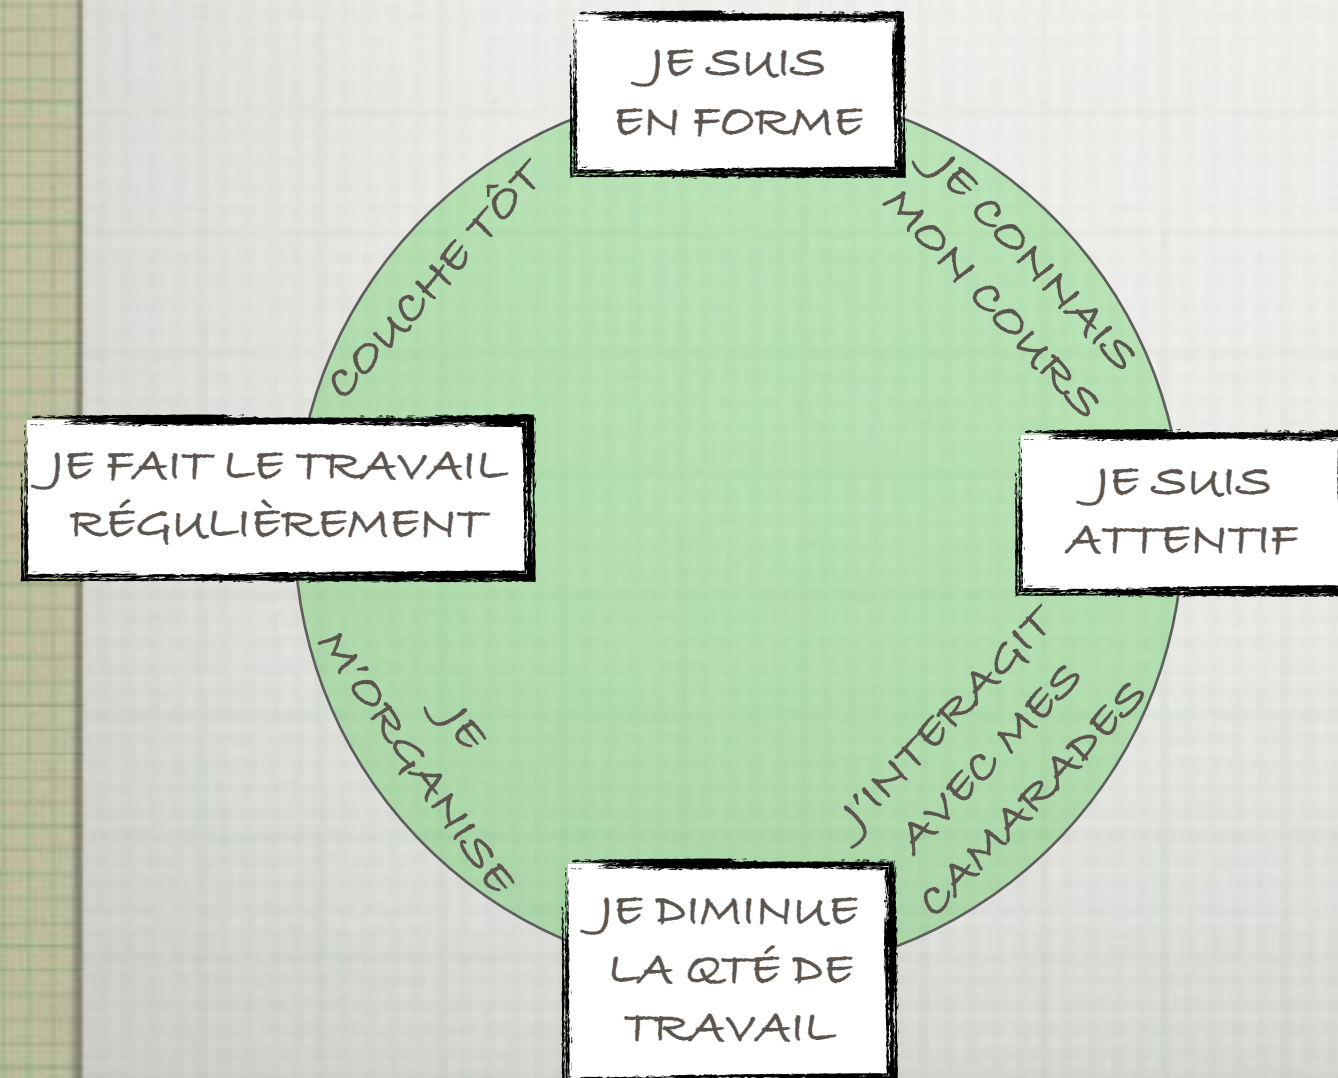 JE SUIS
EN FORME
JE CONNAIS
MON COURS
JE SUIS
ATTENTIF
J'INTERAGIT
AVEC MES
CAMARADES
JE DIMINUE
LA QTÉ DE
TRAVAIL
JE
M'ORGANISE
JE FAIT LE TRAVAIL
RÉGULIÈREMENT
COUCHE TÔT